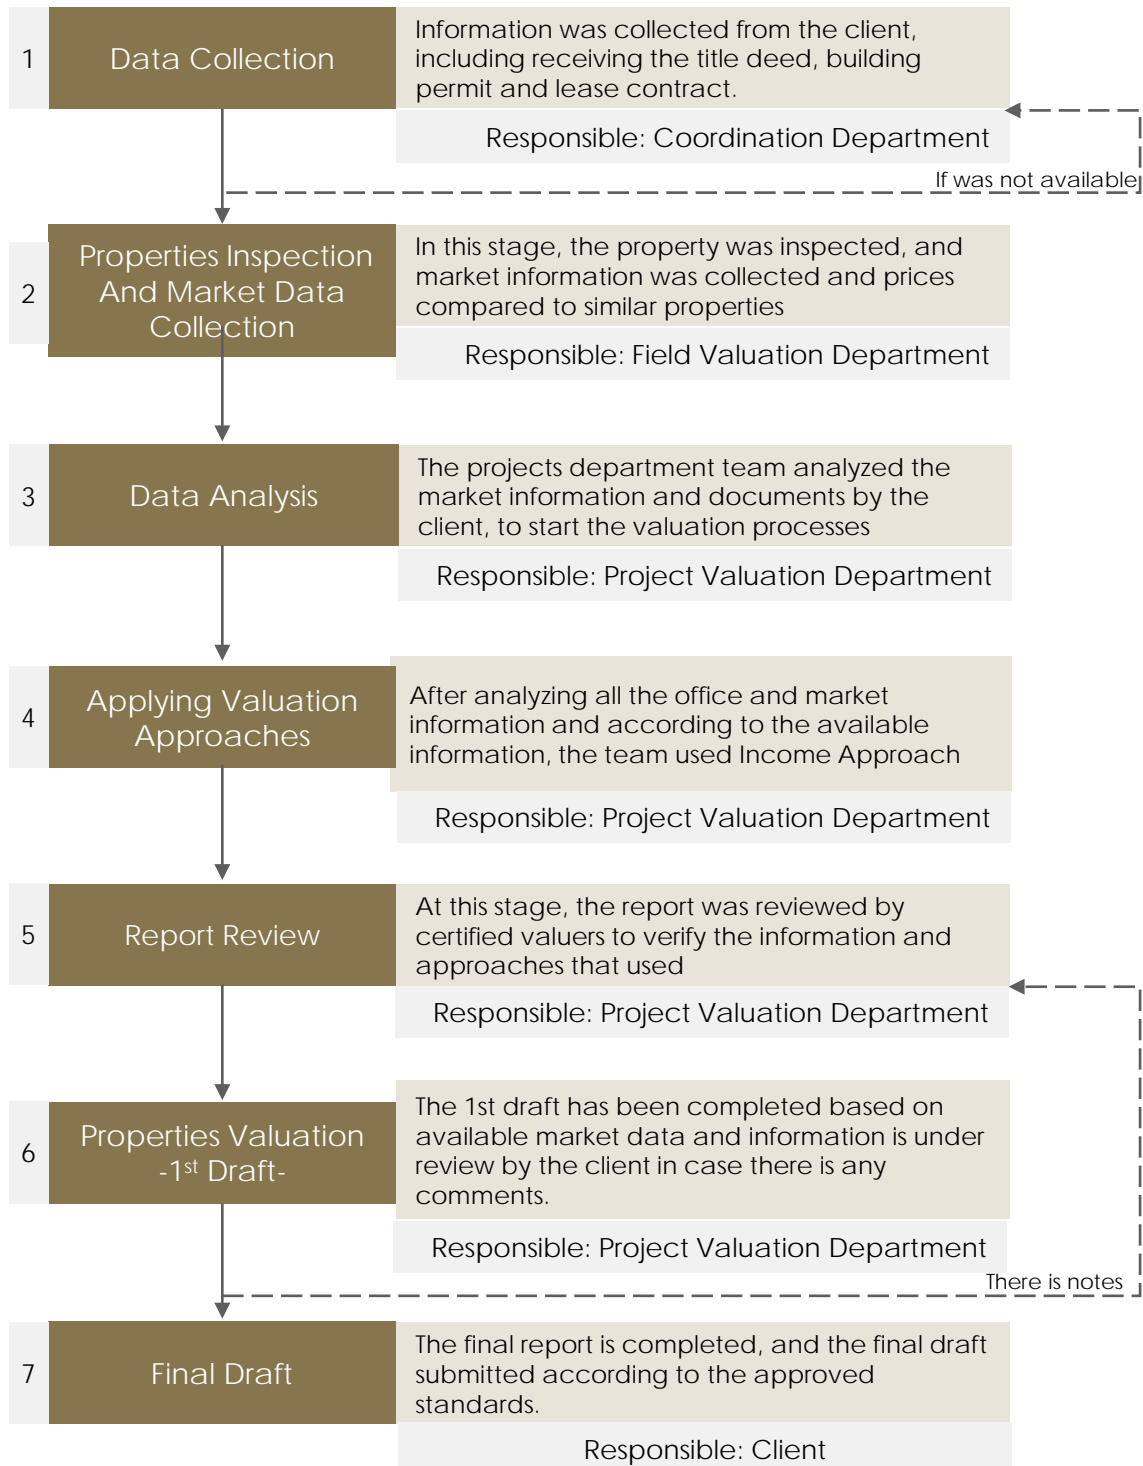 1
Data Collection
Information was collected from the client,
including receiving the title deed, building
permit and lease contract.
Responsible: Coordination Department
If was not available
2
Properties Inspection
And Market Data
Collection
In this stage, the property was inspected, and
market information was collected and prices
compared to similar properties
Responsible: Field Valuation Department
3
Data Analysis
The projects department team analyzed the
market information and documents by the
client, to start the valuation processes
Responsible: Project Valuation Department
4
Applying Valuation
Approaches
After analyzing all the office and market
information and according to the available
information, the team used Income Approach
Responsible: Project Valuation Department
5
Report Review
At this stage, the report was reviewed by
certified valuers to verify the information and
approaches that used
Responsible: Project Valuation Department
6
Properties Valuation
-1st Draft-
The 1st draft has been completed based on
available market data and information is under
review by the client in case there is any
comments.
Responsible: Project Valuation Department
There is notes
7
Final Draft
The final report is completed, and the final draft
submitted according to the approved
standards.
Responsible: Client